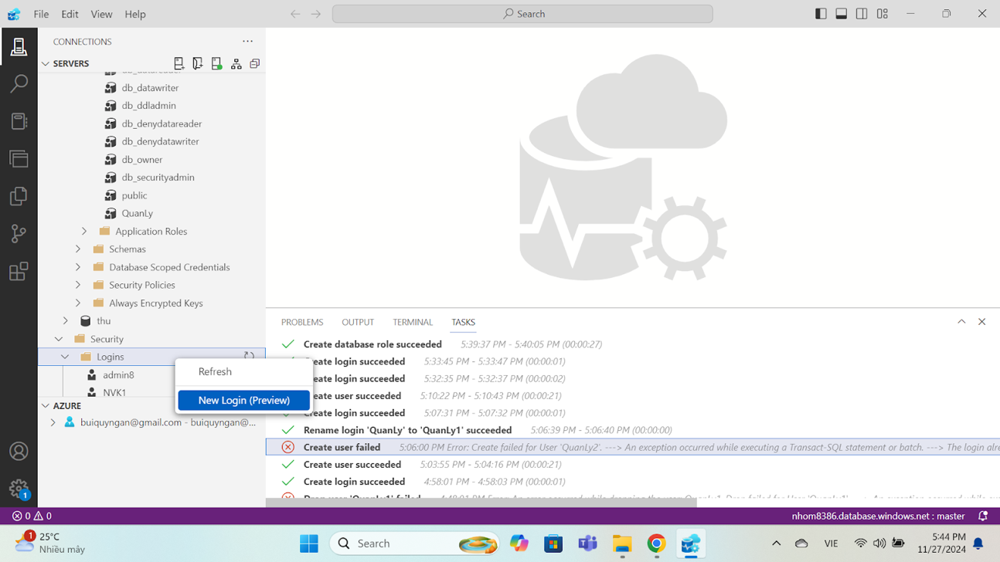 File Edit View Help
Search
CONNECTIONS
SERVERS
db_datareader
db_datawriter
db_ddladmin
db_denydatareader
db_denydatawriter
db_owner
db_securityadmin
public
QuanLy
Application Roles
Schemas
Database Scoped Credentials
Security Policies
Always Encrypted Keys
thu
Security
Logins
admin8
NVK1
Refresh
New Login (Preview)
AZURE
buiquyngan@gmail.com - buiquyngan@...
1
PROBLEMS OUTPUT TERMINAL TASKS
Create database role succeeded 5:39:37 PM - 5:40:05 PM (00:00:27)
reate login succeeded 5:33:45 PM - 5:33:47 PM (00:00:01)
reate login succeeded 5:32:35 PM - 5:32:37 PM (00:00:02)
reate user succeeded 5:10:22 PM - 5:10:43 PM (00:00:21)
reate login succeeded 5:07:31 PM - 5:07:32 PM (00:00:01)
Rename login 'QuanLy' to 'QuanLy1' succeeded 5:06:39 PM - 5:06:40 PM (00:00:00)
Create user failed 5:06:00 PM Error: Create failed for User 'QuanLy2'. ---> An exception occurred while executing a Transact-SQL statement or batch. ---> The login alre
Create user succeeded 5:03:55 PM - 5:04:16 PM (00:00:21)
Create login succeeded 4:58:01 PM - 4:58:03 PM (00:00:01)
0 0
nhom8386.database.windows.net : master
1
25°C
Nhiều mây
Search
VIE
5:44 PM
11/27/2024